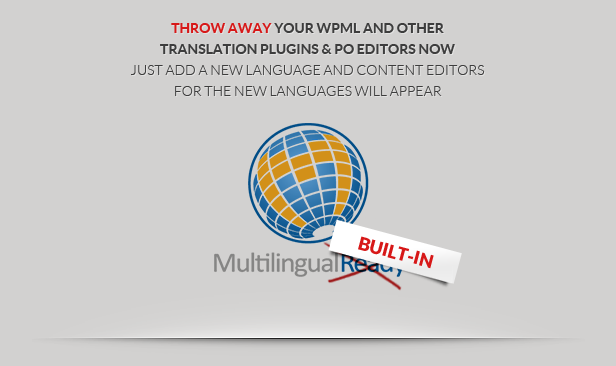 THROW AWAY YOUR WPML AND OTHER
TRANSLATION PLUGINS & PO EDITORS NOW
JUST ADD A NEW LANGUAGE AND CONTENT EDITORS
FOR THE NEW LANGUAGES WILL APPEAR
BUILT-IN
MultilingualReady